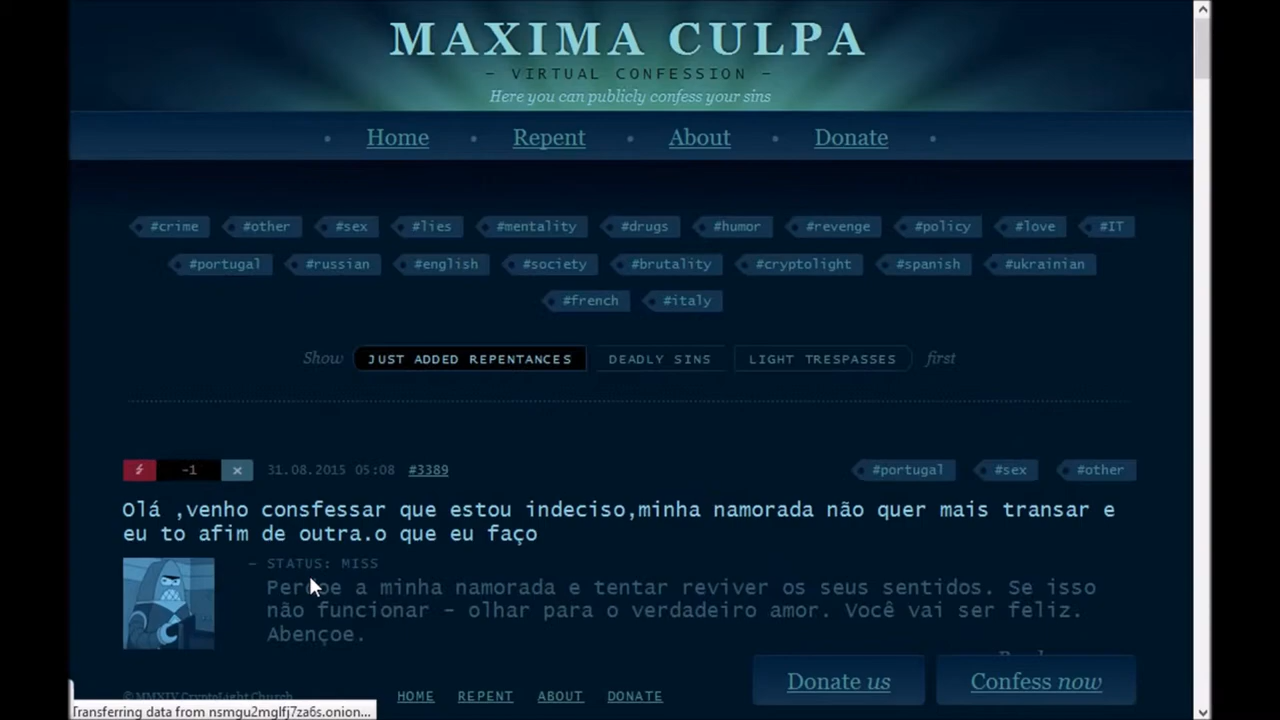 MAXIMA CULPA
- VIRTUAL CONFESSION -
Here you can publicly confess your sins
Home Repent About Donate
#crime #other #sex #lies #mentality #drugs #humor #revenge #policy #love #IT
#portugal #russian #english #society #brutality #cryptolight #spanish #ukrainian
#french #italy
Show JUST ADDED REPENTANCES DEADLY SINS LIGHT TRESPASSES first
-1 31.08.2015 05:08 #3389 #portugal #sex #other
Olá ,venho consfessar que estou indeciso,minha namorada não quer mais transar e
eu to afim de outra.o que eu faço
— STATUS: MISS
a minha namorada e tentar reviver os seus sentidos. Se isso
não funcionar - olhar para o verdadeiro amor. Você vai ser feliz.
Abençoe.
Donate us Confess now
© MMXIV CryptoLight Church HOME REPENT ABOUT DONATE
Transferring data from nsmgu2mglfj7za6s.onion...